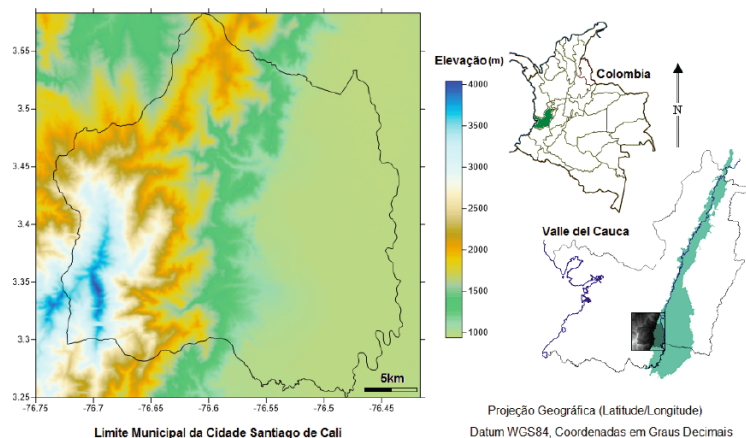 3.55
3.5
3.45
3.4
3.35
3.3
3.25
-76.75
-76.7
-76.65
-76.6
-76.55
-76.5
-76.45
5km
Limite Municipal da Cidade Santiago de Cali
Elevação (m)
4000
3500
3000
2500
2000
1500
1000
Colombia
N
Valle del Cauca
Projeção Geográfica (Latitude/Longitude)
Datum WGS84, Coordenadas em Graus Decimais